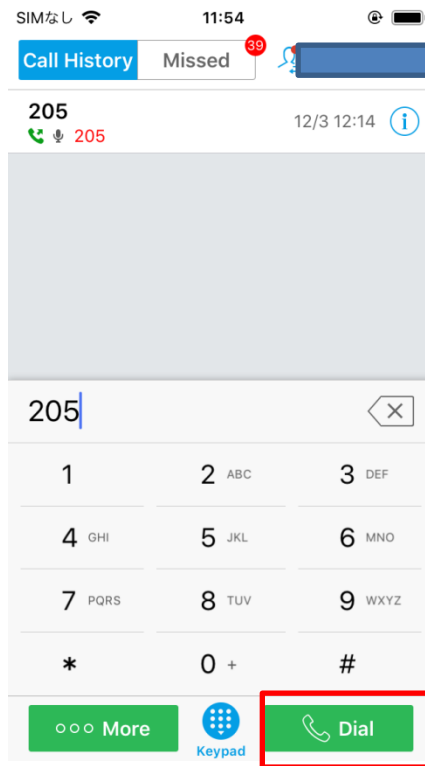 SIMなし 11:54
Call History Missed 39
205
205 12/3 12:14 i
205
1 2 ABC 3 DEF
4 GHI 5 JKL 6 MNO
7 PQRS 8 TUV 9 WXYZ
* 0 + #
More Keypad Dial